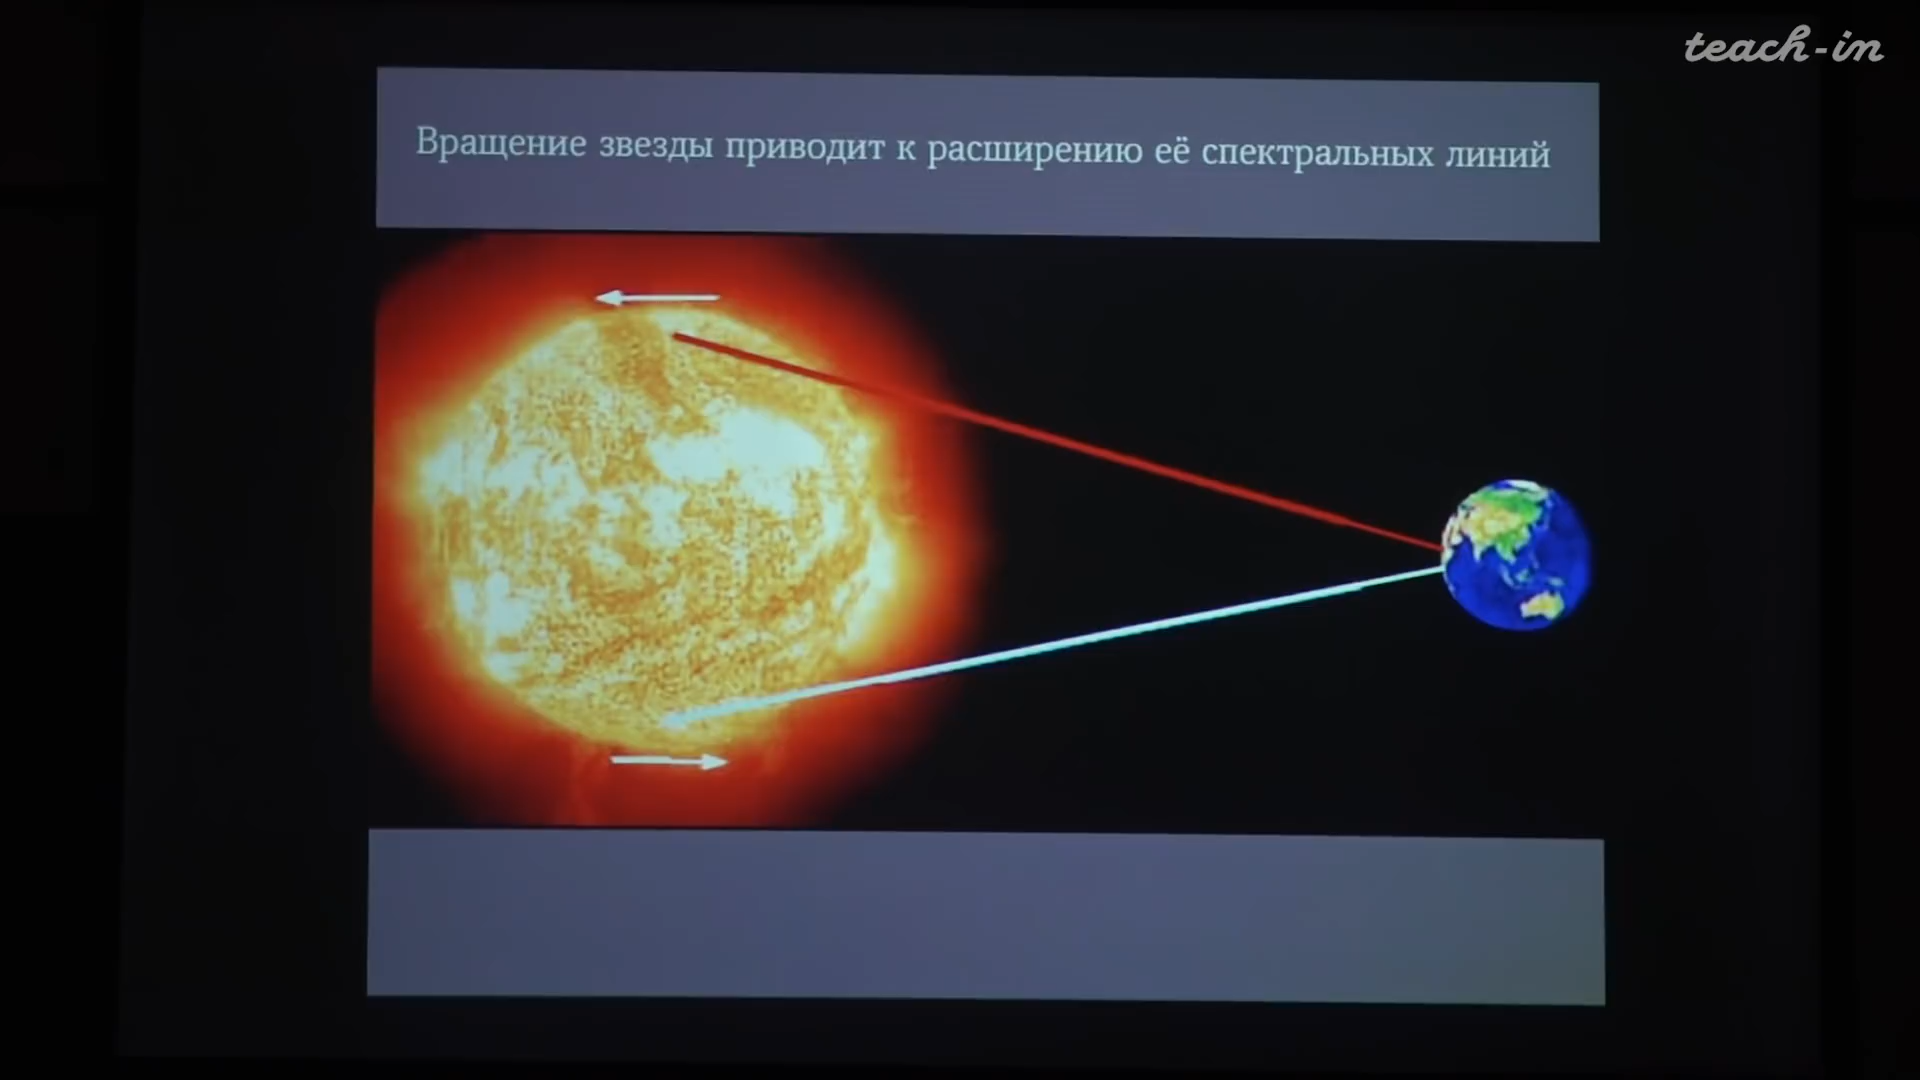 teach-in
Вращение звезды приводит к расширению её спектральных линий